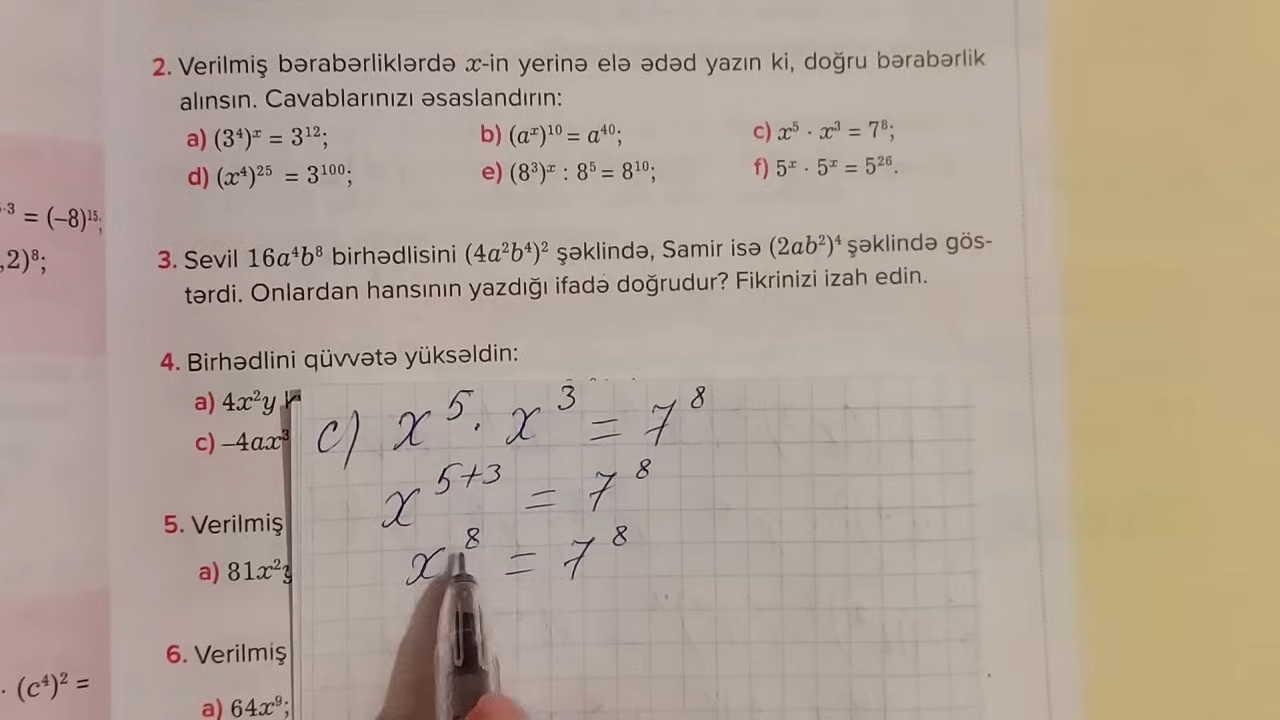 2. Verilmiş bərabərliklərdə x-in yerinə elə ədəd yazın ki, doğru bərabərlik
alınsın. Cavablarınızı əsaslandırın:
a) (3⁴)ˣ = 3¹²; b) (aˣ)¹⁰ = a⁴⁰; c) x⁵ · x³ = 7⁸;
d) (x⁴)²⁵ = 3¹⁰⁰; e) (8³)ˣ : 8⁵ = 8¹⁰; f) 5ˣ · 5ˣ = 5²⁶.
·3 = (–8)¹⁵;
,2)⁸;
3. Sevil 16a⁴b⁸ birhədlisini (4a²b⁴)² şəklində, Samir isə (2ab²)⁴ şəklində gös-
tərdi. Onlardan hansının yazdığı ifadə doğrudur? Fikrinizi izah edin.
4. Birhədlini qüvvətə yüksəldin:
a) 4x²y
c) –4ax³
5. Verilmiş
a) 81x²
6. Verilmiş
a) 64x⁹;
· (c⁴)² =
c) x⁵ · x³ = 7⁸
x⁵⁺³ = 7⁸
x⁸ = 7⁸